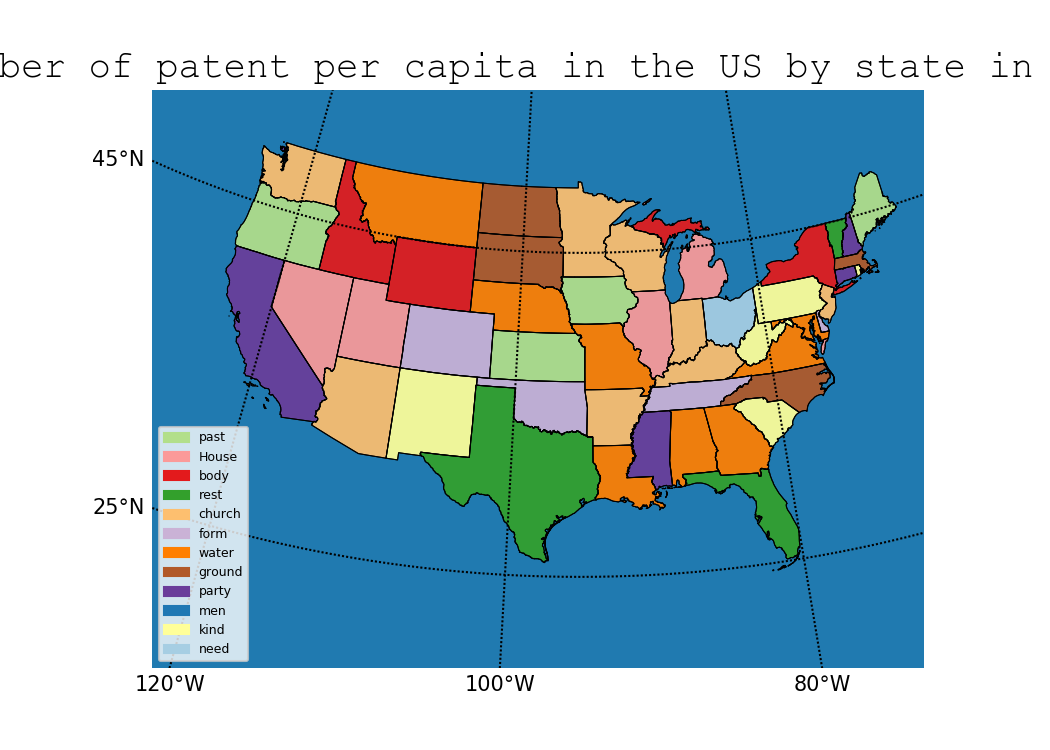 ber of patent per capita in the US by state in
45°N
25°N
past
House
body
rest
church
form
water
ground
party
men
kind
need
120°W
100°W
80°W